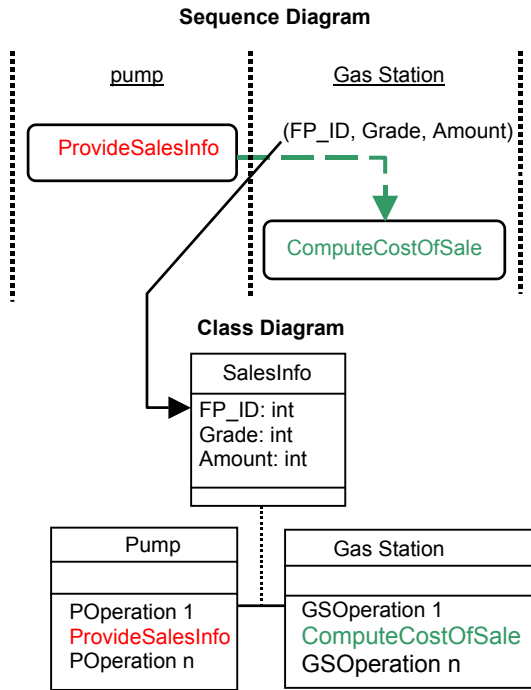 Sequence Diagram
pump
Gas Station
(FP_ID, Grade, Amount)
ProvideSalesInfo
ComputeCostOfSale
Class Diagram
SalesInfo
FP_ID: int
Grade: int
Amount: int
Pump
POperation 1
ProvideSalesInfo
POperation n
Gas Station
GSOperation 1
ComputeCostOfSale
GSOperation n